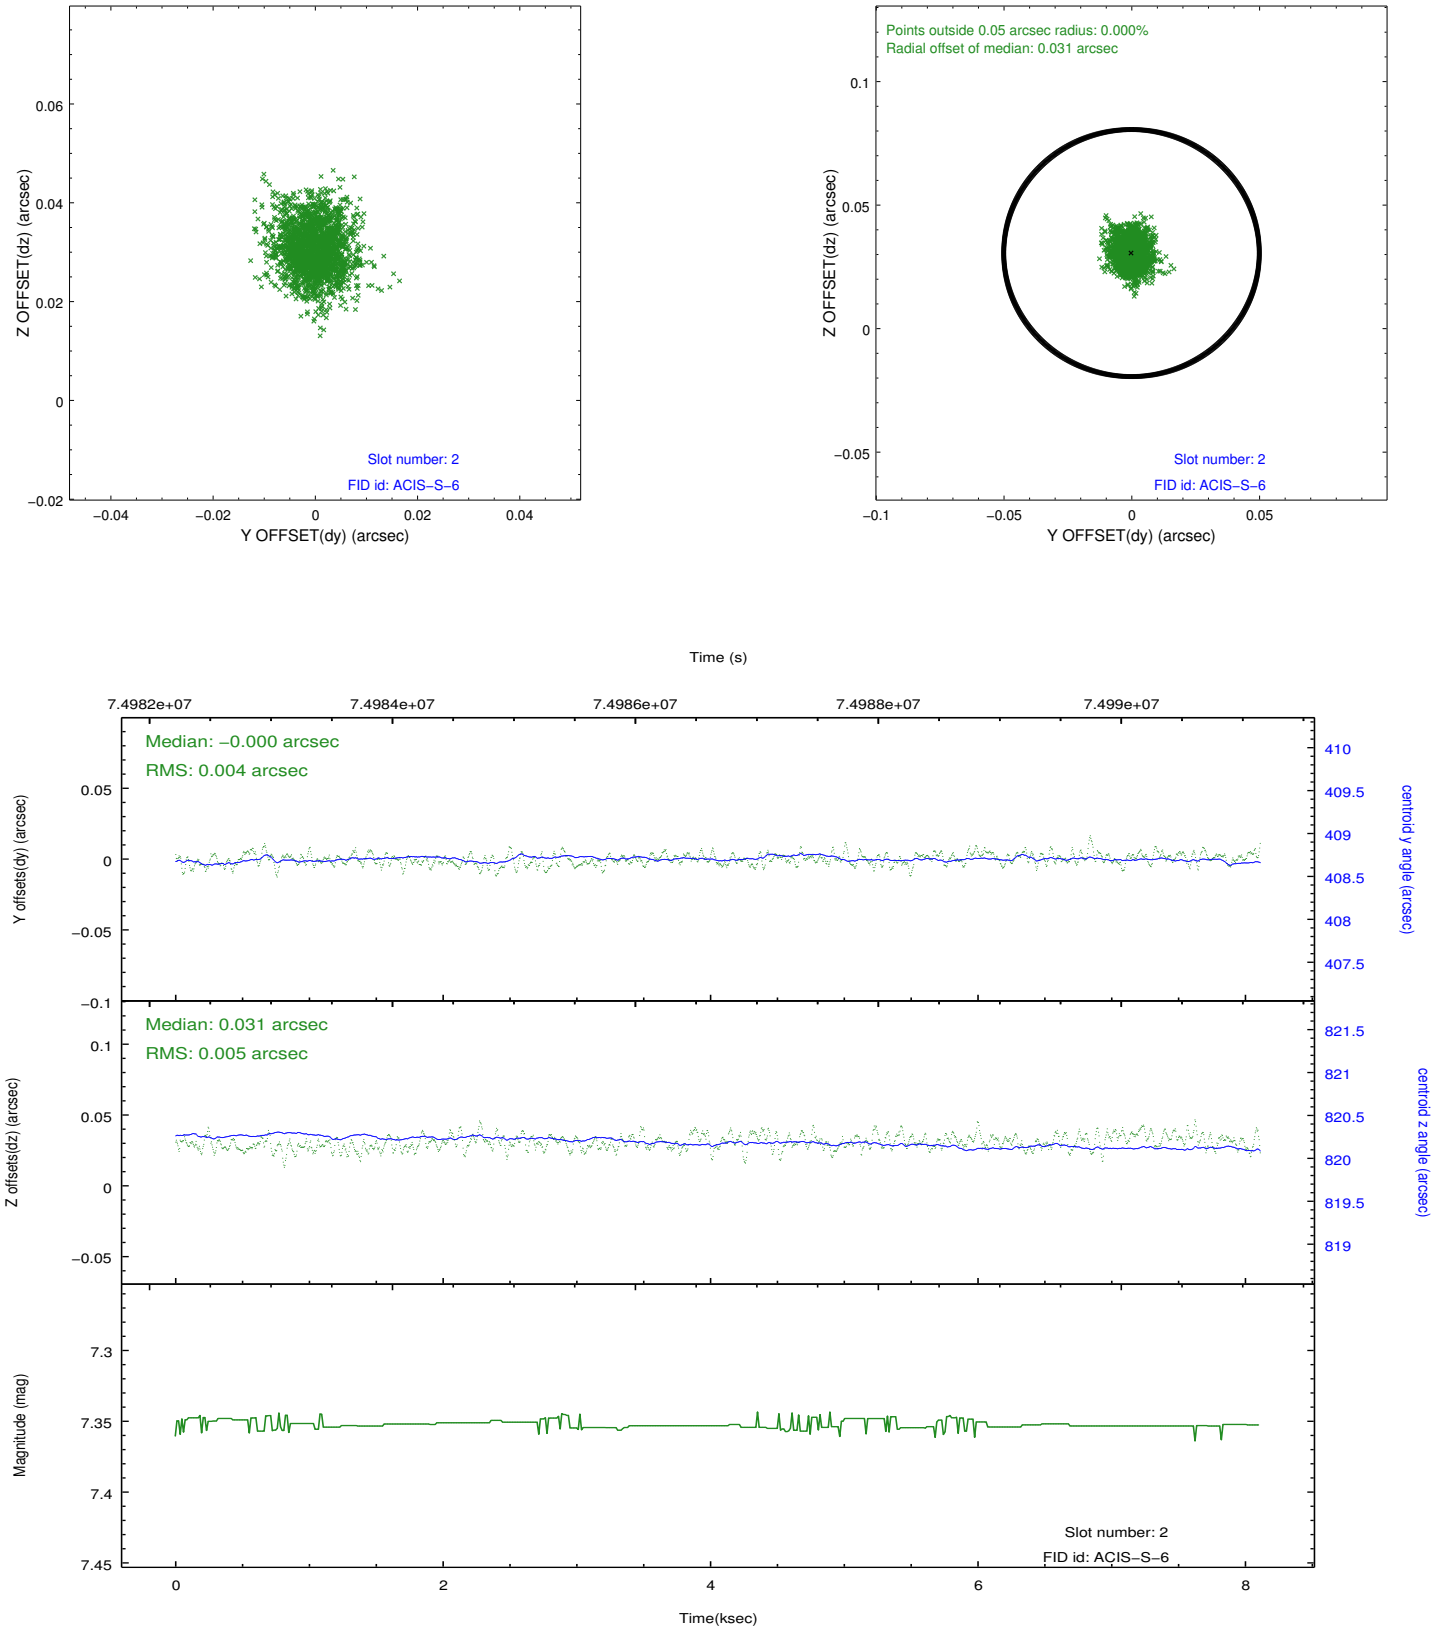 0.06
0.04
0.02
0
−0.02
Z OFFSET(dz) (arcsec)
Slot number: 2
FID id: ACIS−S−6
−0.04
−0.02
0
0.02
0.04
Y OFFSET(dy) (arcsec)
Points outside 0.05 arcsec radius: 0.000%
Radial offset of median: 0.031 arcsec
0.1
0.05
0
−0.05
Z OFFSET(dz) (arcsec)
Slot number: 2
FID id: ACIS−S−6
−0.1
−0.05
0
0.05
Y OFFSET(dy) (arcsec)
Time (s)
7.4982e+07
7.4984e+07
7.4986e+07
7.4988e+07
7.499e+07
Median: −0.000 arcsec
RMS: 0.004 arcsec
0.05
0
−0.05
−0.1
Y offsets(dy) (arcsec)
410
409.5
409
408.5
408
407.5
centroid y angle (arcsec)
Median: 0.031 arcsec
RMS: 0.005 arcsec
0.1
0.05
0
−0.05
Z offsets(dz) (arcsec)
821.5
821
820.5
820
819.5
819
centroid z angle (arcsec)
7.3
7.35
7.4
7.45
Magnitude (mag)
Slot number: 2
FID id: ACIS−S−6
0
2
4
6
8
Time(ksec)